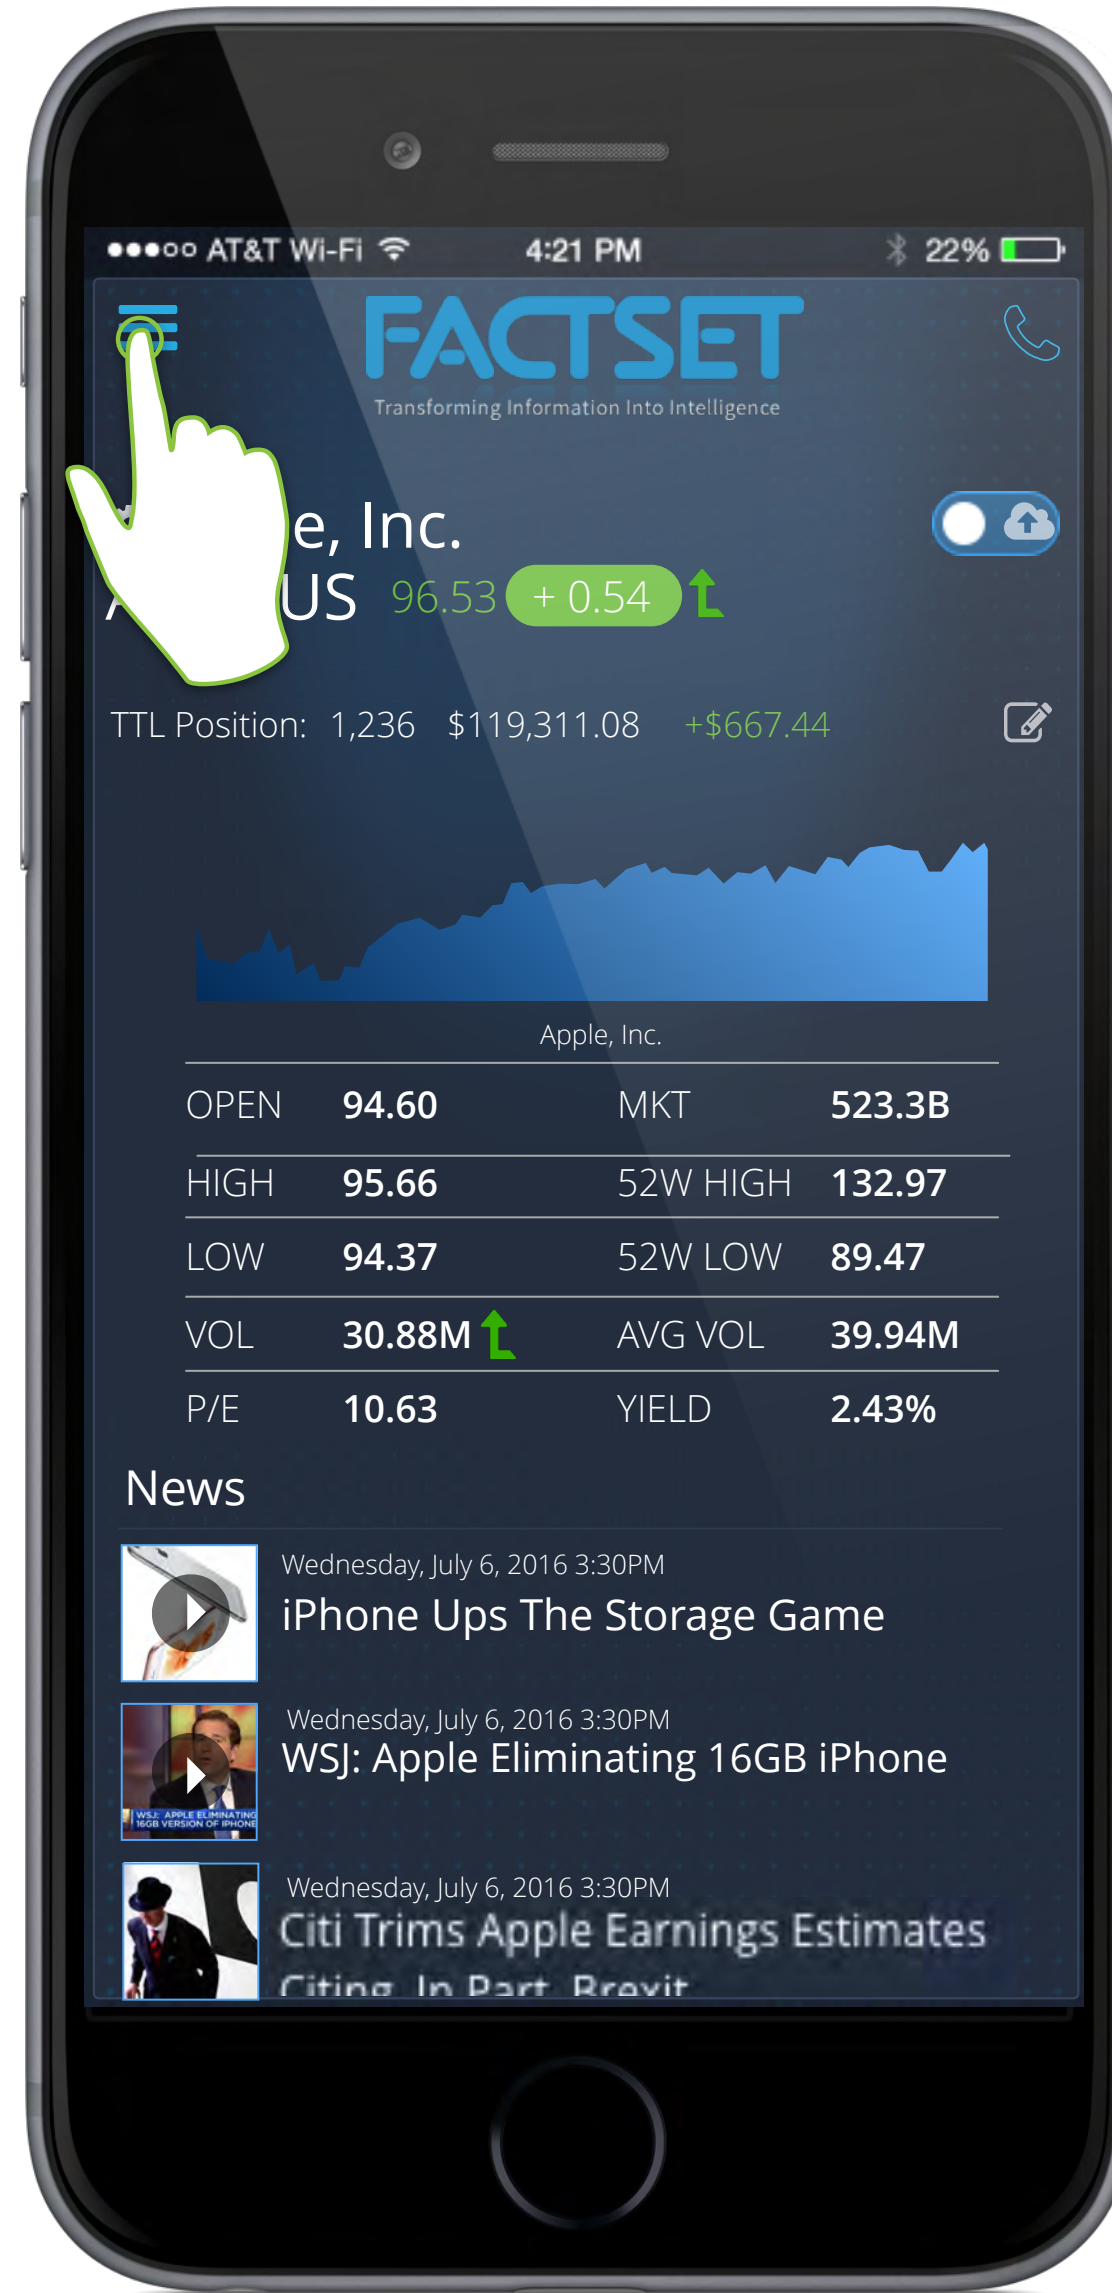 AT&T Wi-Fi 4:21 PM 22%
FACTSET
Transforming Information Into Intelligence
e, Inc.
US 96.53 + 0.54
TTL Position: 1,236 $119,311.08 +$667.44
Apple, Inc.
OPEN 94.60 MKT 523.3B
HIGH 95.66 52W HIGH 132.97
LOW 94.37 52W LOW 89.47
VOL 30.88M AVG VOL 39.94M
P/E 10.63 YIELD 2.43%
News
Wednesday, July 6, 2016 3:30PM
iPhone Ups The Storage Game
Wednesday, July 6, 2016 3:30PM
WSJ: Apple Eliminating 16GB iPhone
WSJ: APPLE ELIMINATING
16GB VERSION OF IPHONE
Wednesday, July 6, 2016 3:30PM
Citi Trims Apple Earnings Estimates
Citing, In Part, Brexit